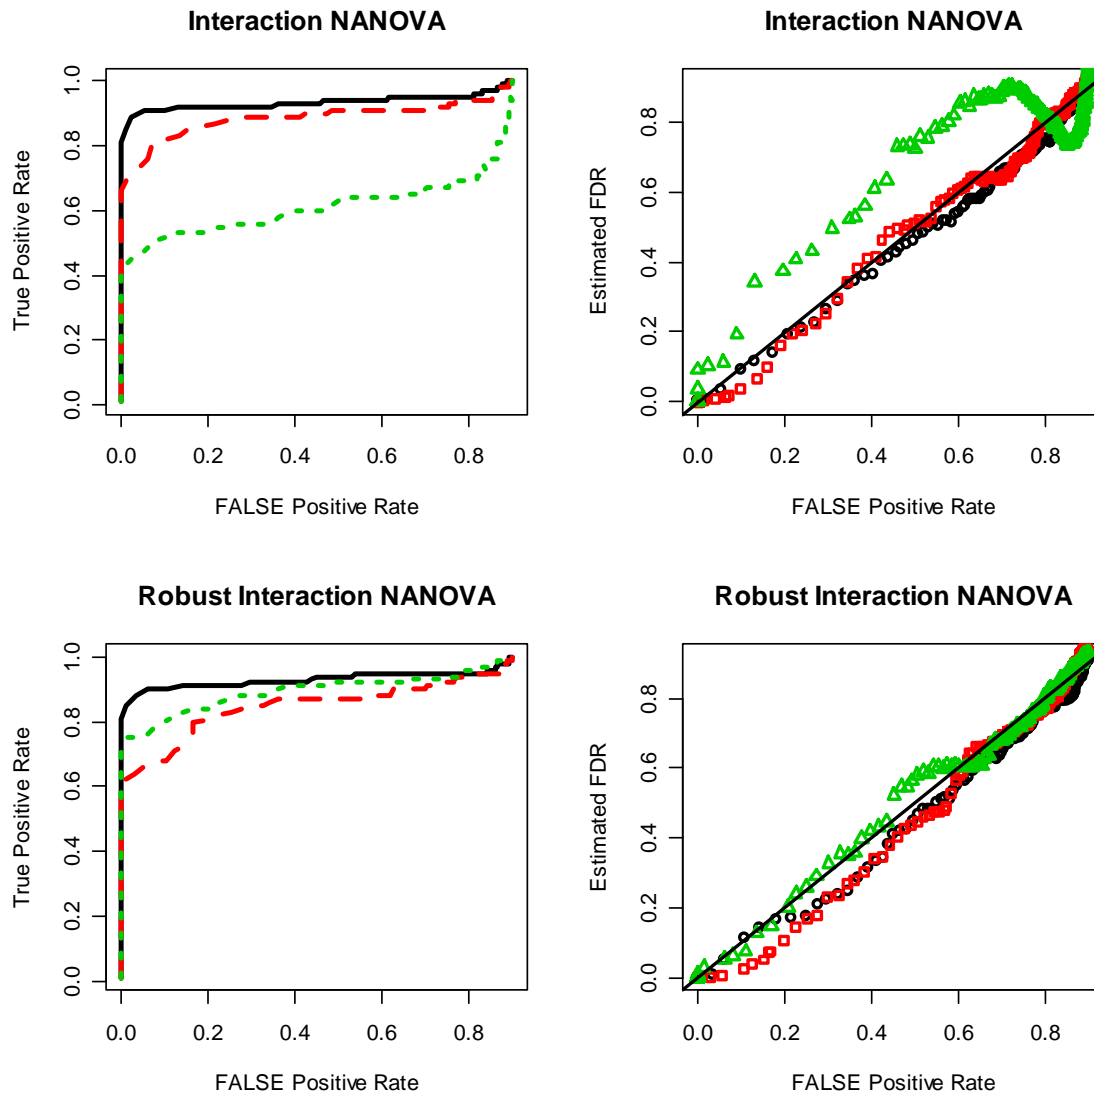 Interaction NANOVA
True Positive Rate
1.0
0.8
0.6
0.4
0.2
0.0
0.0 0.2 0.4 0.6 0.8
FALSE Positive Rate
Interaction NANOVA
Estimated FDR
0.8
0.6
0.4
0.2
0.0
0.0 0.2 0.4 0.6 0.8
FALSE Positive Rate
Robust Interaction NANOVA
True Positive Rate
1.0
0.8
0.6
0.4
0.2
0.0
0.0 0.2 0.4 0.6 0.8
FALSE Positive Rate
Robust Interaction NANOVA
Estimated FDR
0.8
0.6
0.4
0.2
0.0
0.0 0.2 0.4 0.6 0.8
FALSE Positive Rate